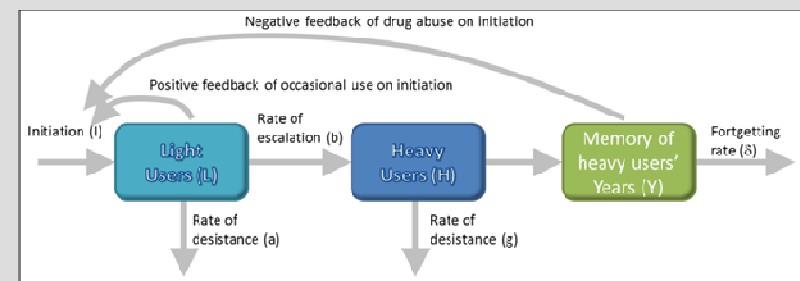 Negative feedback of drug abuse on initiation
Positive feedback of occasional use on initiation
Initiation (I)
Rate of
escalation (b)
Light
Users (L)
Heavy
Users (H)
Memory of
heavy users'
Years (Y)
Fortgetting
rate (δ)
Rate of
desistance (a)
Rate of
desistance (g)